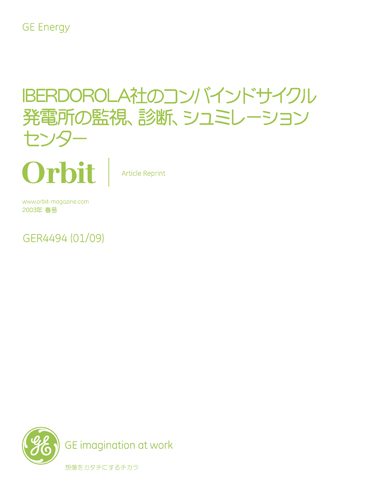 GE Energy
IBERDOROLA社のコンバインドサイクル
発電所の監視、診断、シュミレーション
センター
Orbit
Article Reprint
www.orbit-magazine.com
2003年 春号
GER4494 (01/09)
GE imagination at work
想像をカタチにするチカラ